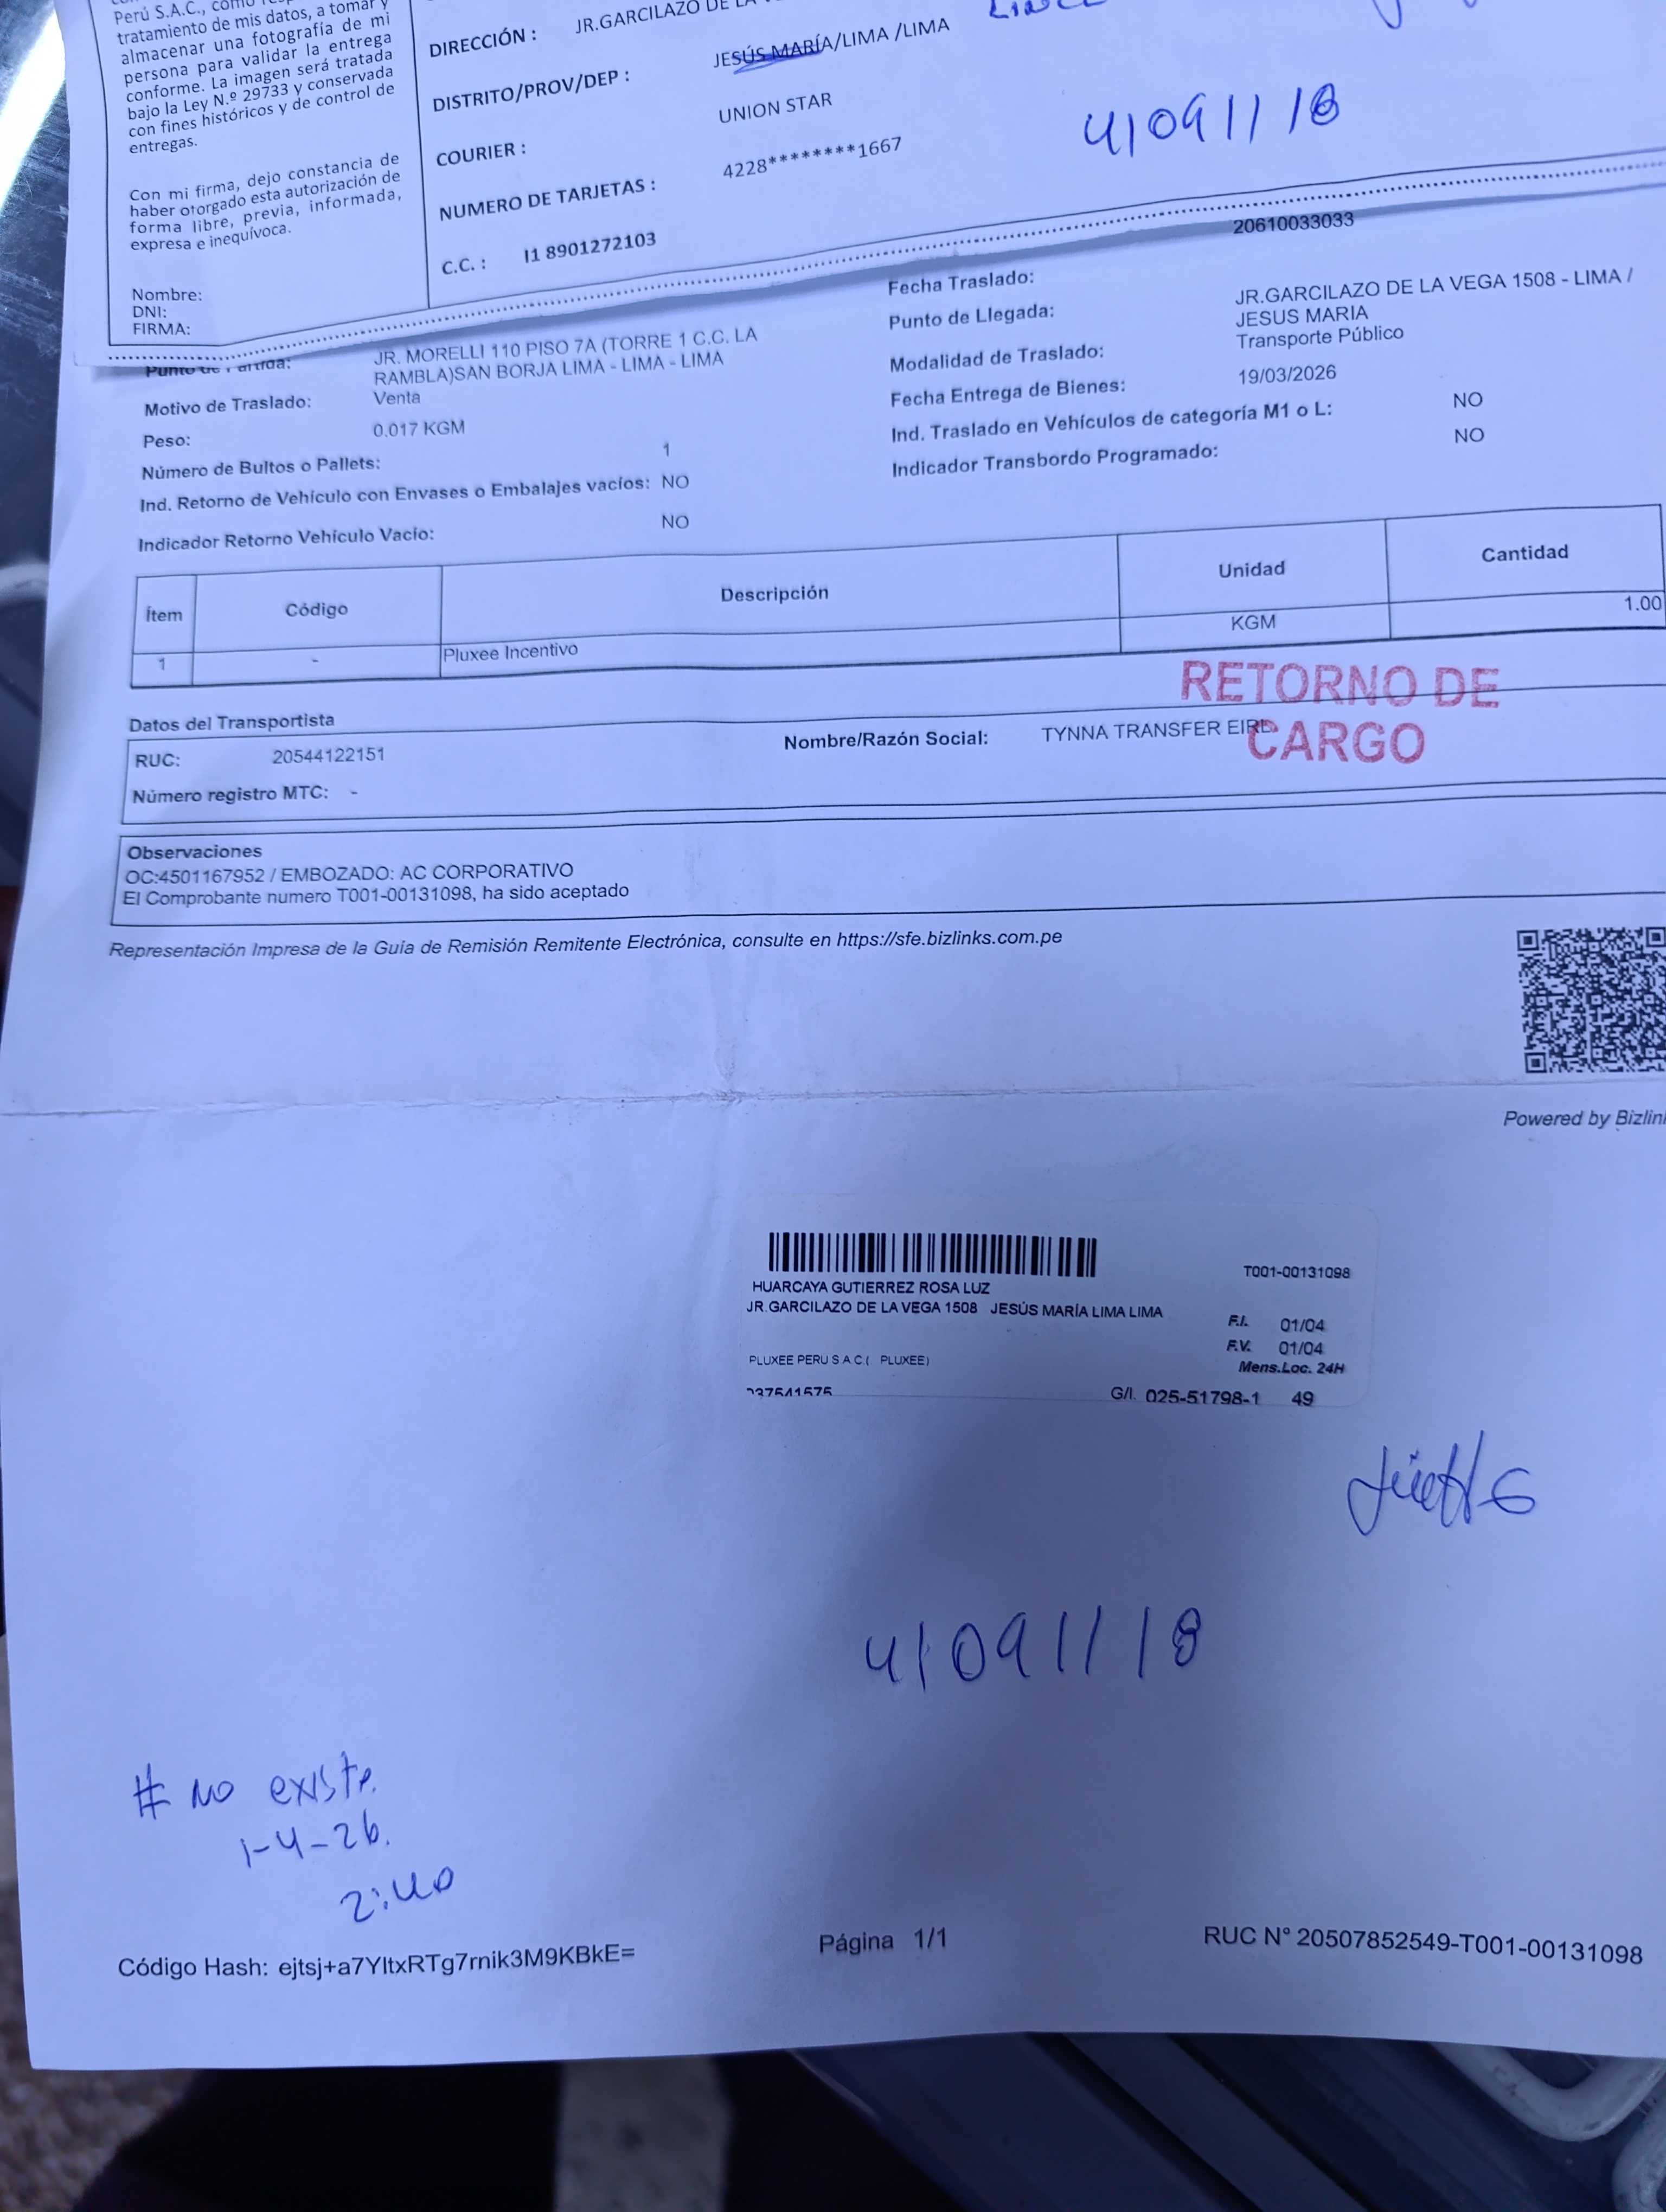 Perú S.A.C., como
tratamiento de mis datos, a tomar y
almacenar una fotografía de mi
persona para validar la entrega
conforme. La imagen será tratada
bajo la Ley N.º 29733 y conservada
con fines históricos y de control de
entregas.
Con mi firma, dejo constancia de
haber otorgado esta autorización de
forma libre, previa, informada,
expresa e inequívoca.
Nombre:
DNI:
FIRMA:
DIRECCIÓN : JR.GARCILAZO DE
DISTRITO/PROV/DEP : JESÚS MARÍA/LIMA /LIMA
COURIER : UNION STAR
NUMERO DE TARJETAS : 4228********1667
C.C. : I1 8901272103
41091118
20610033033
Fecha Traslado:
Punto de Llegada: JR.GARCILAZO DE LA VEGA 1508 - LIMA /
JESUS MARIA
Modalidad de Traslado: Transporte Público
Fecha Entrega de Bienes: 19/03/2026
Ind. Traslado en Vehículos de categoría M1 o L: NO
Indicador Transbordo Programado: NO
Punto de Partida: JR. MORELLI 110 PISO 7A (TORRE 1 C.C. LA
RAMBLA)SAN BORJA LIMA - LIMA - LIMA
Motivo de Traslado: Venta
Peso: 0.017 KGM
Número de Bultos o Pallets: 1
Ind. Retorno de Vehículo con Envases o Embalajes vacíos: NO
Indicador Retorno Vehículo Vacío: NO
Ítem Código Descripción Unidad Cantidad
1 - Pluxee Incentivo KGM 1.00
RETORNO DE
CARGO
Datos del Transportista
RUC: 20544122151 Nombre/Razón Social: TYNNA TRANSFER EIRL
Número registro MTC: -
Observaciones
OC:4501167952 / EMBOZADO: AC CORPORATIVO
El Comprobante numero T001-00131098, ha sido aceptado
Representación Impresa de la Guía de Remisión Remitente Electrónica, consulte en https://sfe.bizlinks.com.pe
Powered by Bizlin
T001-00131098
HUARCAYA GUTIERREZ ROSA LUZ
JR.GARCILAZO DE LA VEGA 1508 JESÚS MARÍA LIMA LIMA
F.I. 01/04
F.V. 01/04
PLUXEE PERU S A C ( PLUXEE)
Mens.Loc. 24H
G/I. 025-51798-1 49
41091118
# NO existe.
1-4-26.
2:40
Código Hash: ejtsj+a7YItxRTg7rnik3M9KBkE= Página 1/1 RUC N° 20507852549-T001-00131098